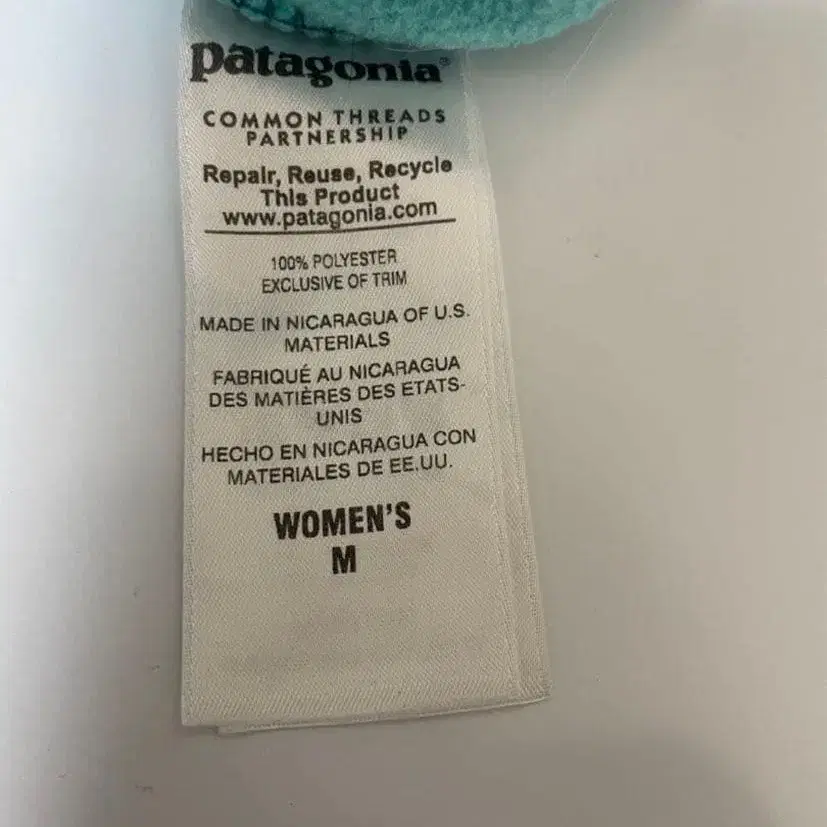 patagonia®
COMMON THREADS
PARTNERSHIP
Repair, Reuse, Recycle
This Product
www.patagonia.com
100% POLYESTER
EXCLUSIVE OF TRIM
MADE IN NICARAGUA OF U.S.
MATERIALS
FABRIQUÉ AU NICARAGUA
DES MATIÈRES DES ETATS-
UNIS
HECHO EN NICARAGUA CON
MATERIALES DE EE.UU.
WOMEN'S
M